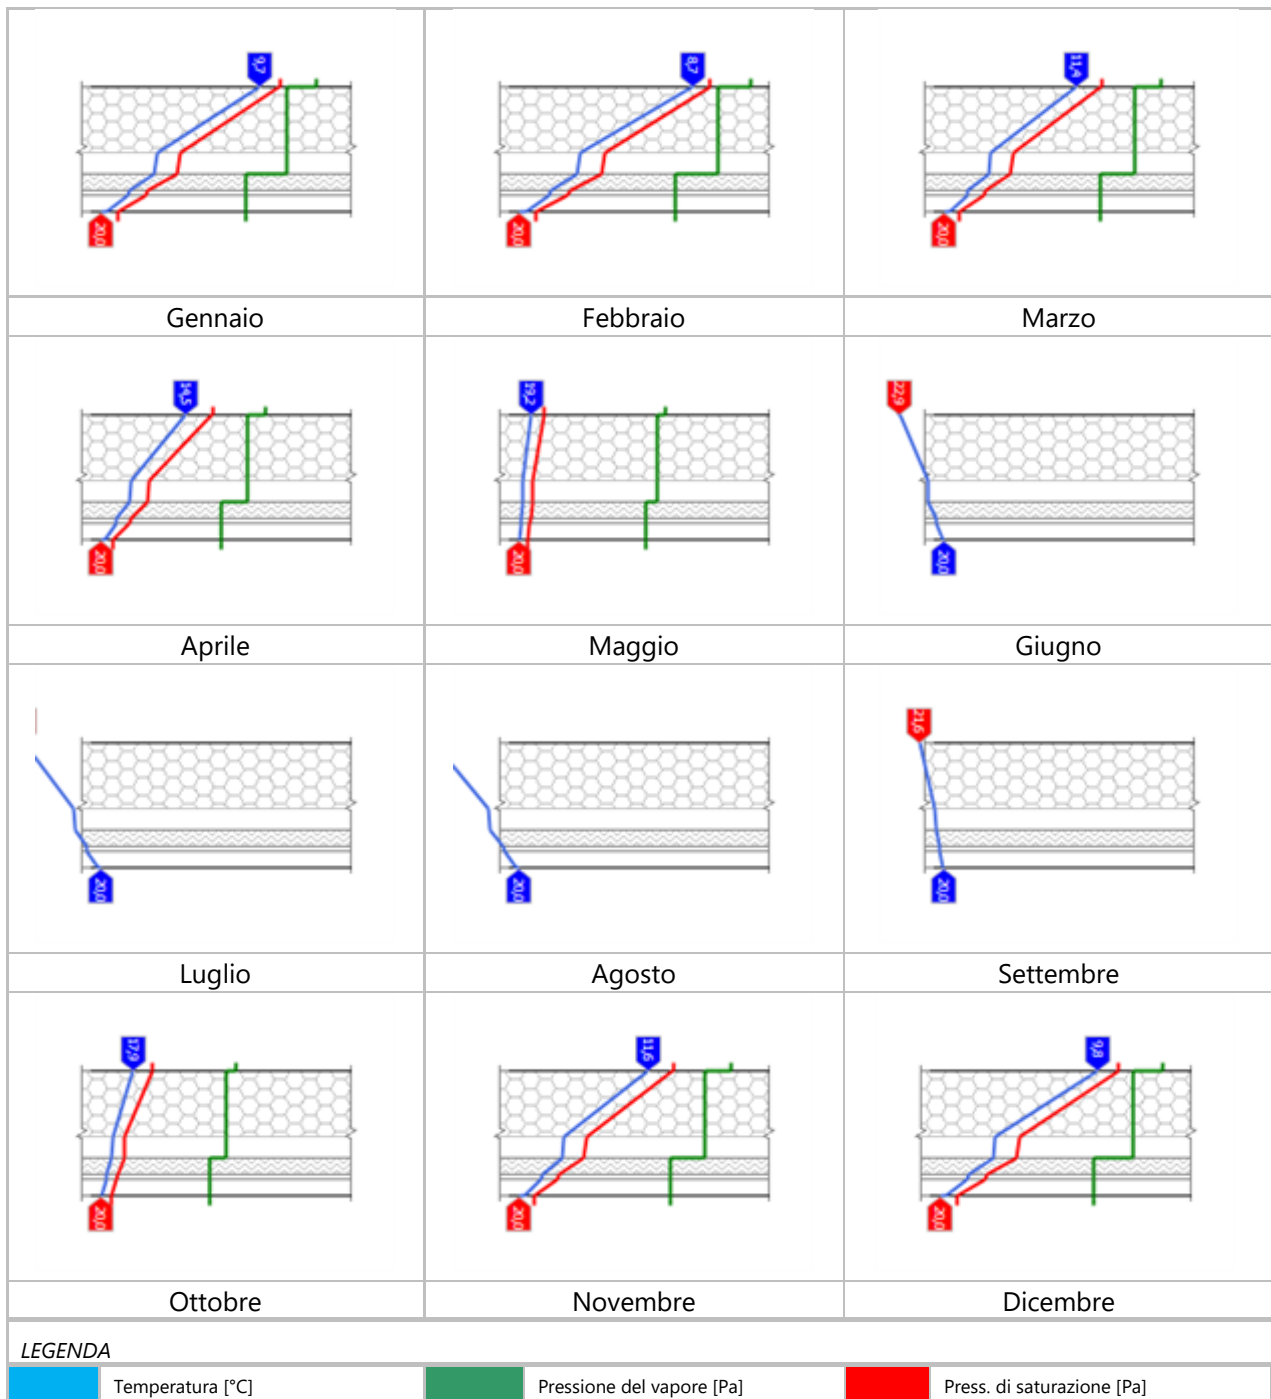 9,7
8,7
11,4
20,0
20,0
20,0
Gennaio
Febbraio
Marzo
14,5
19,2
22,9
20,0
20,0
20,0
Aprile
Maggio
Giugno
21,6
20,0
20,0
20,0
Luglio
Agosto
Settembre
17,9
11,6
9,8
20,0
20,0
20,0
Ottobre
Novembre
Dicembre
LEGENDA
Temperatura [°C]
Pressione del vapore [Pa]
Press. di saturazione [Pa]